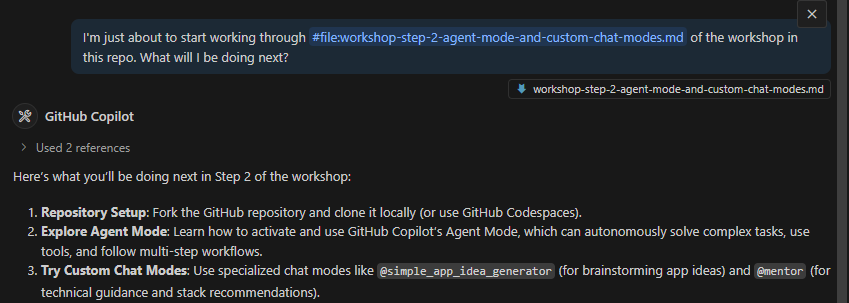 I'm just about to start working through #file:workshop-step-2-agent-mode-and-custom-chat-modes.md of the workshop in
this repo. What will I be doing next?
workshop-step-2-agent-mode-and-custom-chat-modes.md
GitHub Copilot
Used 2 references
Here's what you'll be doing next in Step 2 of the workshop:
1. Repository Setup: Fork the GitHub repository and clone it locally (or use GitHub Codespaces).
2. Explore Agent Mode: Learn how to activate and use GitHub Copilot's Agent Mode, which can autonomously solve complex tasks, use
tools, and follow multi-step workflows.
3. Try Custom Chat Modes: Use specialized chat modes like @simple_app_idea_generator (for brainstorming app ideas) and @mentor (for
technical guidance and stack recommendations).